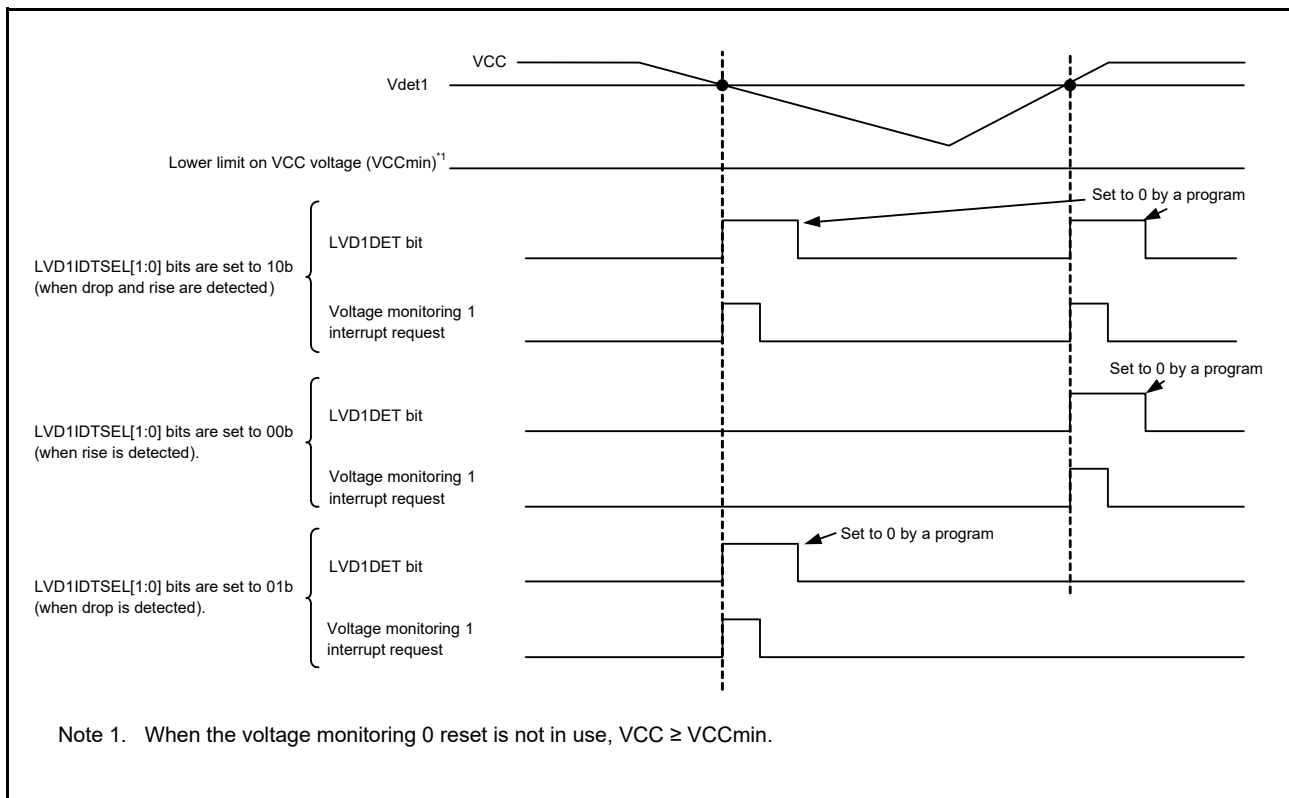 VCC
Vdet1
Lower limit on VCC voltage (VCCmin)*1
Set to 0 by a program
LVD1IDTSEL[1:0] bits are set to 10b
(when drop and rise are detected)
LVD1DET bit
Voltage monitoring 1
interrupt request
Set to 0 by a program
LVD1IDTSEL[1:0] bits are set to 00b
(when rise is detected).
LVD1DET bit
Voltage monitoring 1
interrupt request
Set to 0 by a program
LVD1IDTSEL[1:0] bits are set to 01b
(when drop is detected).
LVD1DET bit
Voltage monitoring 1
interrupt request
Note 1. When the voltage monitoring 0 reset is not in use, VCC ≥ VCCmin.